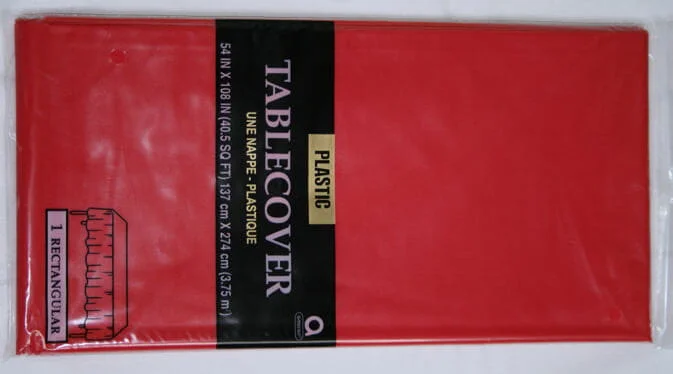 PLASTIC
TABLECOVER
UNE NAPPE - PLASTIQUE
54 IN X 108 IN (40.5 SQ FT) 137 cm X 274 cm (3.75 m²)
1 RECTANGULAR